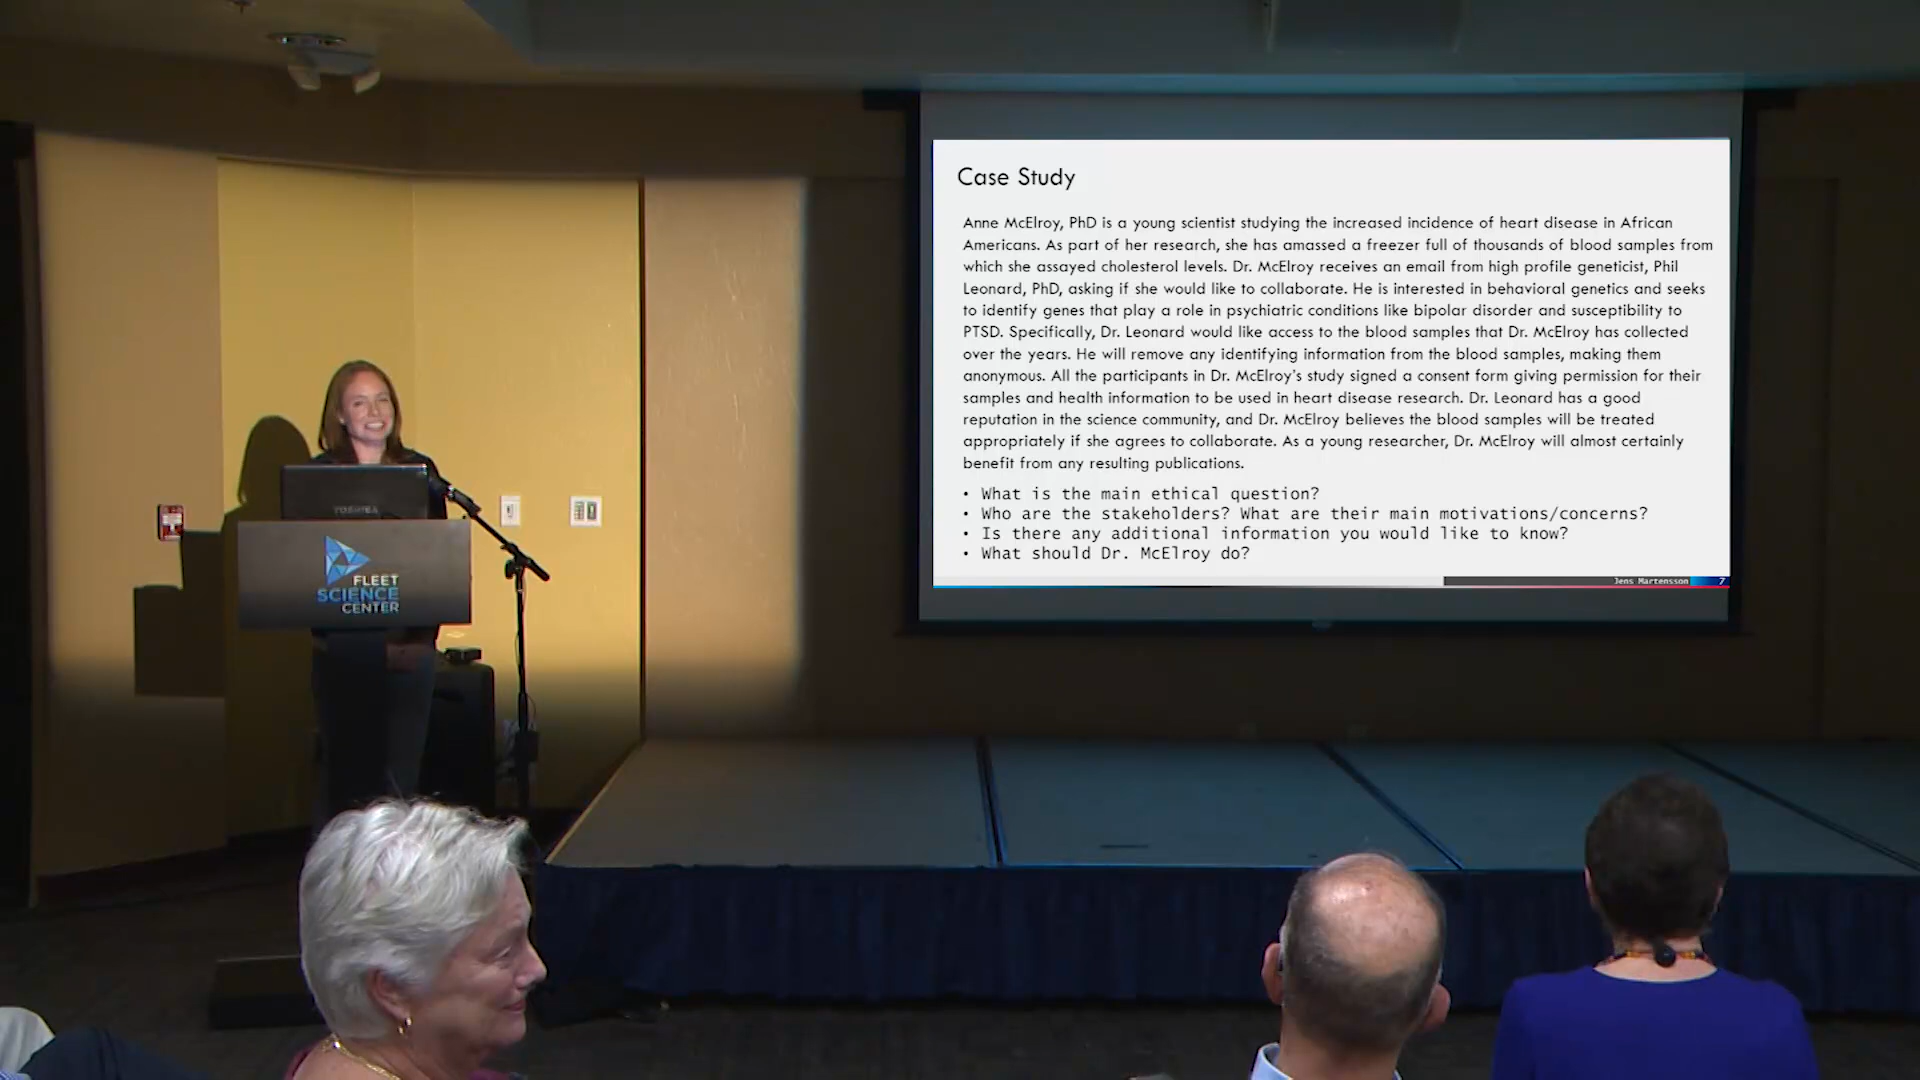 Case Study
Anne McElroy, PhD is a young scientist studying the increased incidence of heart disease in African
Americans. As part of her research, she has amassed a freezer full of thousands of blood samples from
which she assayed cholesterol levels. Dr. McElroy receives an email from high profile geneticist, Phil
Leonard, PhD, asking if she would like to collaborate. He is interested in behavioral genetics and seeks
to identify genes that play a role in psychiatric conditions like bipolar disorder and susceptibility to
PTSD. Specifically, Dr. Leonard would like access to the blood samples that Dr. McElroy has collected
over the years. He will remove any identifying information from the blood samples, making them
anonymous. All the participants in Dr. McElroy's study signed a consent form giving permission for their
samples and health information to be used in heart disease research. Dr. Leonard has a good
reputation in the science community, and Dr. McElroy believes the blood samples will be treated
appropriately if she agrees to collaborate. As a young researcher, Dr. McElroy will almost certainly
benefit from any resulting publications.
• What is the main ethical question?
• Who are the stakeholders? What are their main motivations/concerns?
• Is there any additional information you would like to know?
• What should Dr. McElroy do?
Jens Martensson 7
TOSHIBA
FLEET
SCIENCE
CENTER